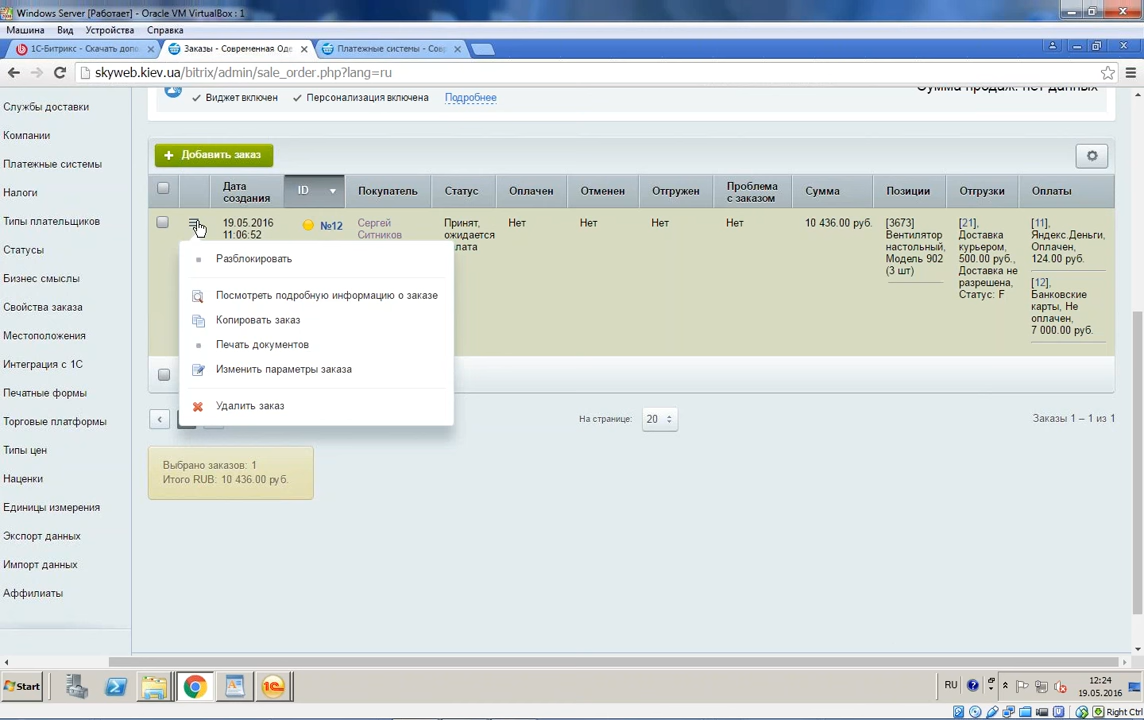 Windows Server [Работает] - Oracle VM VirtualBox : 1
Машина Вид Устройства Справка
1С-Битрикс - Скачать допо
Заказы - Современная Оде
Платежные системы - Совр
skyweb.kiev.ua/bitrix/admin/sale_order.php?lang=ru
Службы доставки
Компании
Платежные системы
Налоги
Типы плательщиков
Статусы
Бизнес смыслы
Свойства заказа
Местоположения
Интеграция с 1С
Печатные формы
Торговые платформы
Типы цен
Наценки
Единицы измерения
Экспорт данных
Импорт данных
Аффилиаты
Виджет включен
Персонализация включена
Подробнее
Сумма продаж: нет данных
+ Добавить заказ
Дата создания
ID
Покупатель
Статус
Оплачен
Отменен
Отгружен
Проблема с заказом
Сумма
Позиции
Отгрузки
Оплаты
19.05.2016
11:06:52
№12
Сергей
Ситников
Принят,
ожидается
лата
Нет
Нет
Нет
Нет
10 436.00 руб.
[3673]
Вентилятор
настольный,
Модель 902
(3 шт)
[21],
Доставка
курьером,
500.00 руб.,
Доставка не
разрешена,
Статус: F
[11],
Яндекс.Деньги,
Оплачен,
124.00 руб.
[12],
Банковские
карты, Не
оплачен,
7 000.00 руб.
Разблокировать
Посмотреть подробную информацию о заказе
Копировать заказ
Печать документов
Изменить параметры заказа
Удалить заказ
На странице:
20
Заказы 1 – 1 из 1
Выбрано заказов: 1
Итого RUB: 10 436.00 руб.
Start
RU
12:24
19.05.2016
Right Ctrl